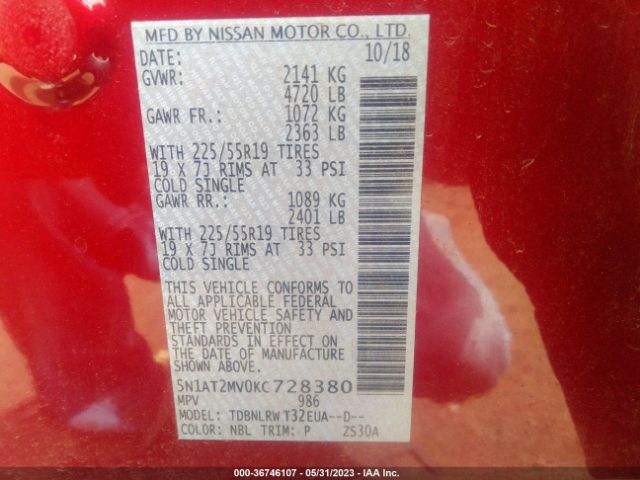 MFD BY NISSAN MOTOR CO., LTD.
DATE: 10/18
GVWR: 2141 KG
4720 LB
GAWR FR.: 1072 KG
2363 LB
WITH 225/55R19 TIRES
19 X 7J RIMS AT 33 PSI
COLD SINGLE
GAWR RR.: 1089 KG
2401 LB
WITH 225/55R19 TIRES
19 X 7J RIMS AT 33 PSI
COLD SINGLE
THIS VEHICLE CONFORMS TO
ALL APPLICABLE FEDERAL
MOTOR VEHICLE SAFETY AND
THEFT PREVENTION
STANDARDS IN EFFECT ON
THE DATE OF MANUFACTURE
SHOWN ABOVE.
5N1AT2MV0KC728380
MPV 986
MODEL: TDBNLRW T32EUA--D--
COLOR: NBL TRIM: P 2S30A
000-36746107 - 05/31/2023 - IAA Inc.